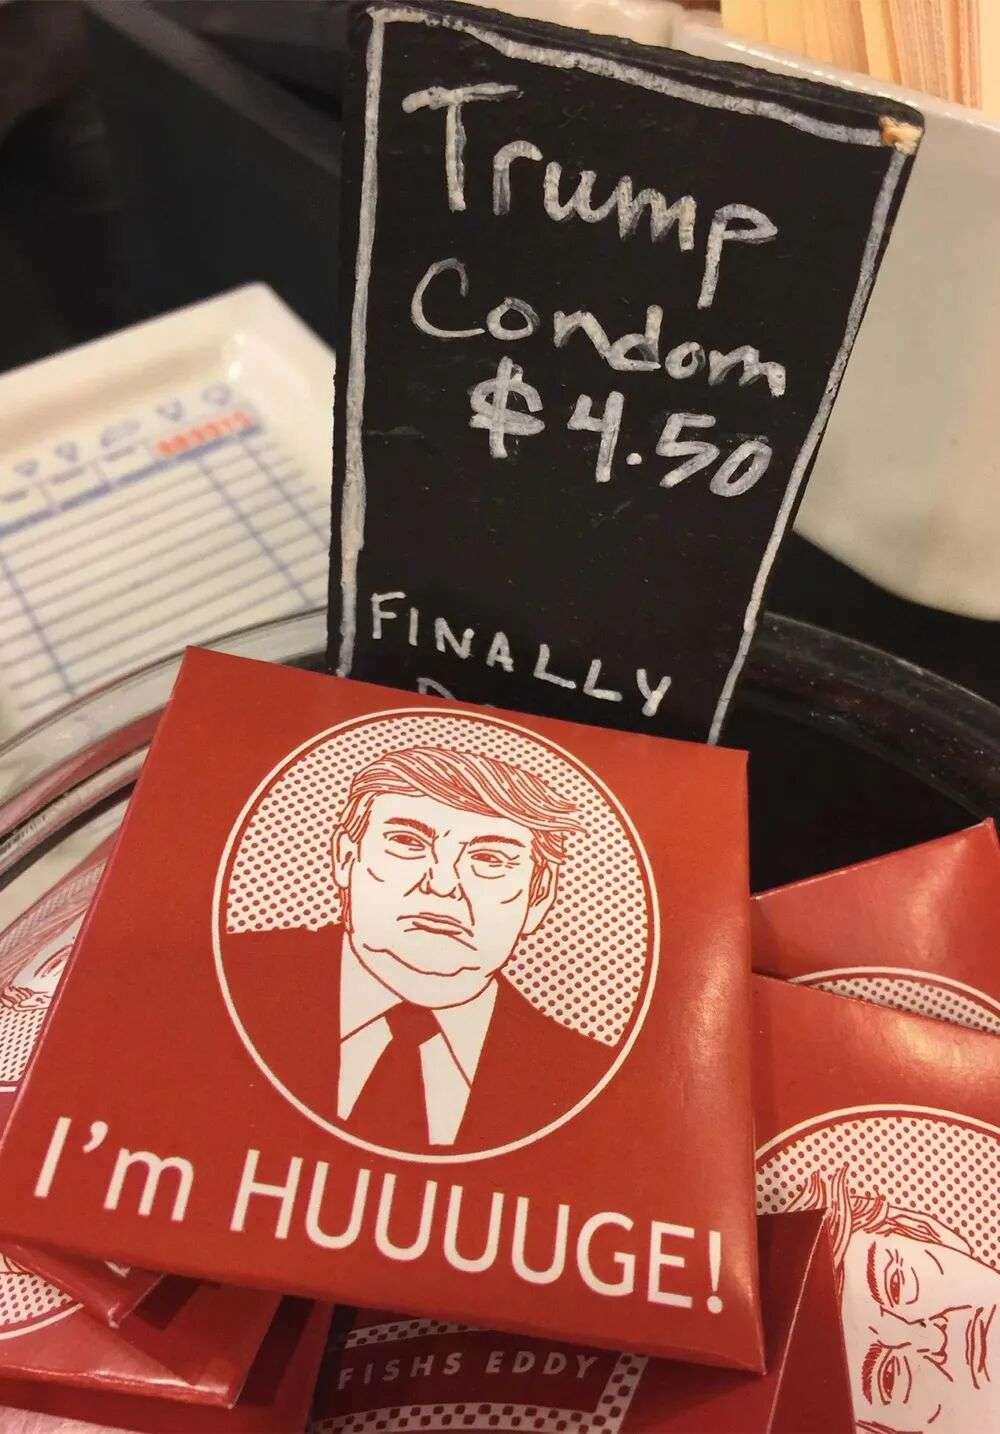 Trump
Condom
$4.50
FINALLY
I'm HUUUUGE!
FISHS EDDY